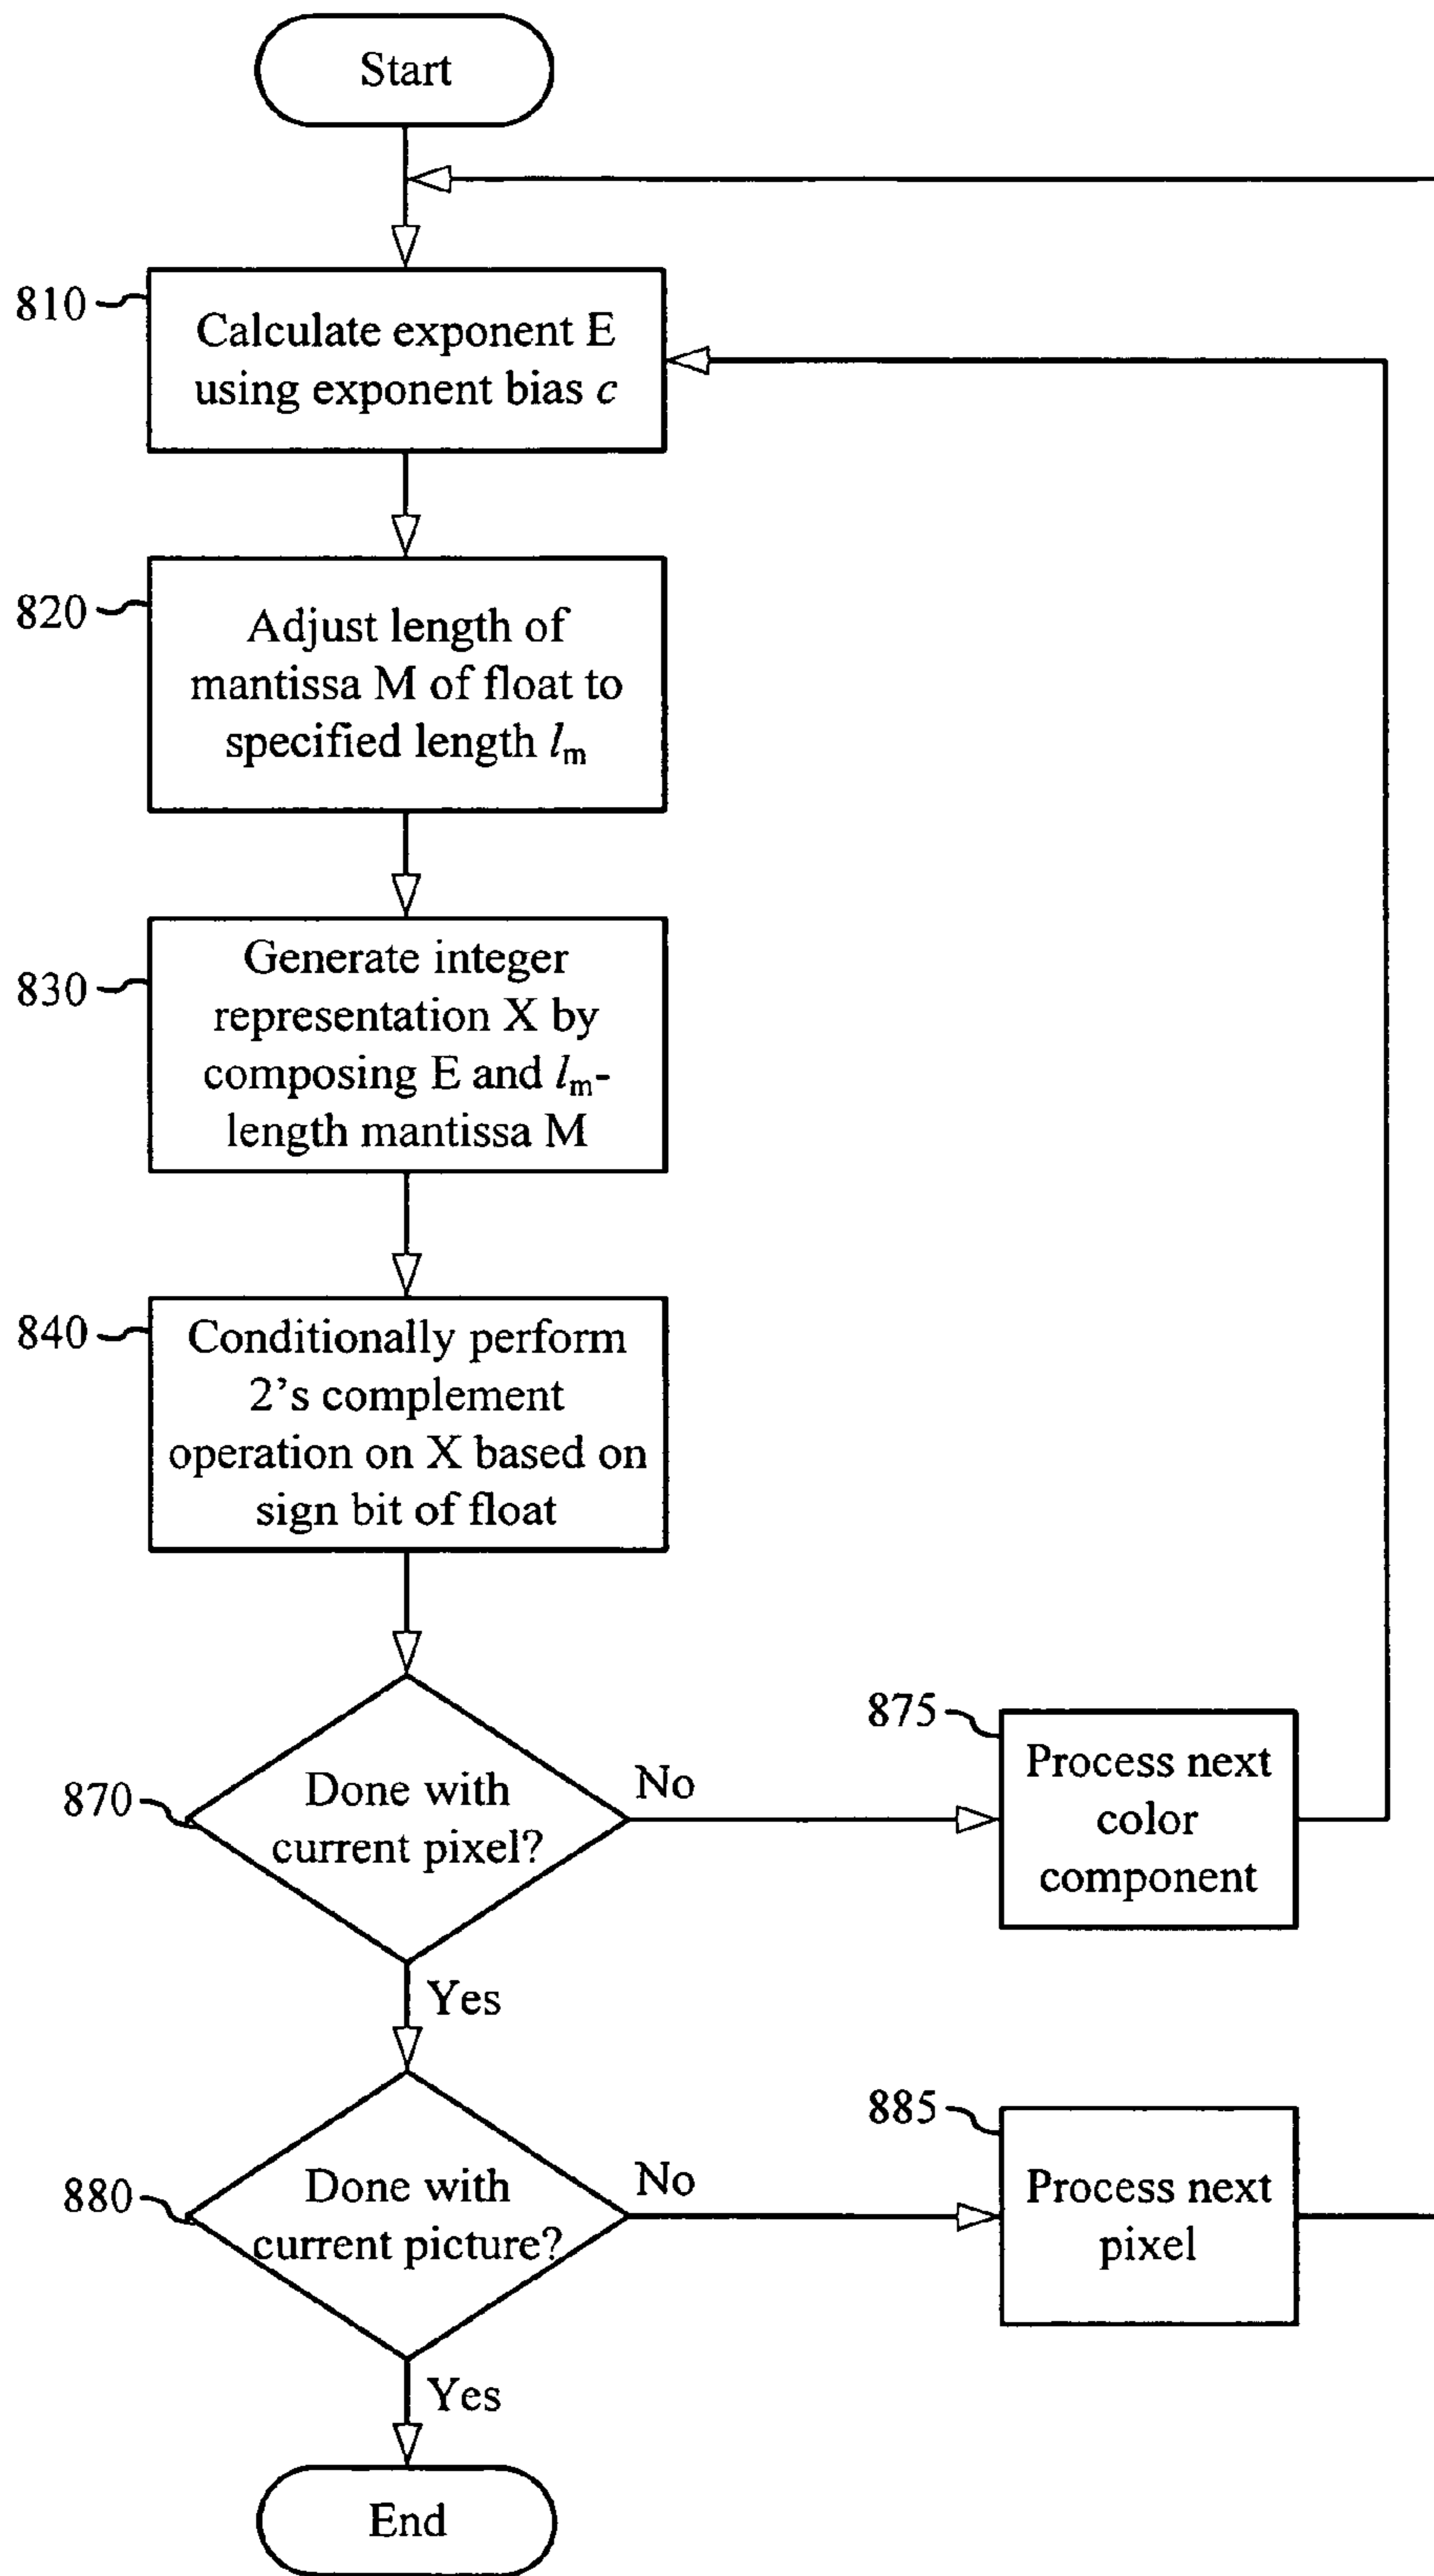 Start
810
Calculate exponent E
using exponent bias c
820
Adjust length of
mantissa M of float to
specified length lm
830
Generate integer
representation X by
composing E and lm-
length mantissa M
840
Conditionally perform
2’s complement
operation on X based on
sign bit of float
870
Done with
current pixel?
No
875
Process next
color
component
Yes
880
Done with
current picture?
No
885
Process next
pixel
Yes
End